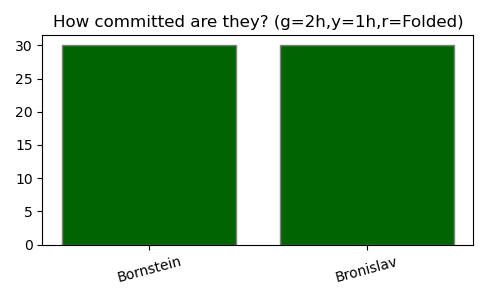 How committed are they? (g=2h,y=1h,r=Folded)
30
25
20
15
10
5
0
Bornstein
Bronislav